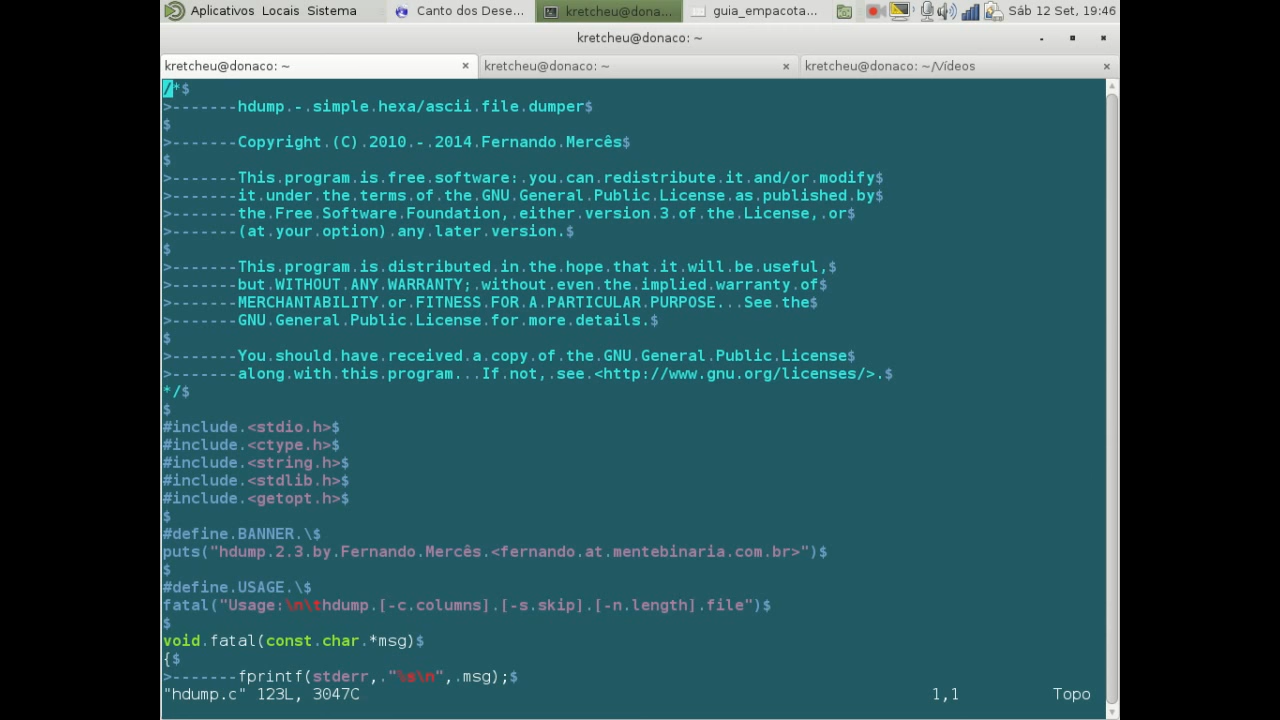 Aplicativos Locais Sistema Canto dos Dese... kretcheu@dona... guia_empacota... Sáb 12 Set, 19:46
kretcheu@donaco: ~
kretcheu@donaco: ~ kretcheu@donaco: ~ kretcheu@donaco: ~/Vídeos
/*$
>-------hdump.-.simple.hexa/ascii.file.dumper$
$
>-------Copyright.(C).2010.-.2014.Fernando.Mercês$
$
>-------This.program.is.free.software:.you.can.redistribute.it.and/or.modify$
>-------it.under.the.terms.of.the.GNU.General.Public.License.as.published.by$
>-------the.Free.Software.Foundation,.either.version.3.of.the.License,.or$
>-------(at.your.option).any.later.version.$
$
>-------This.program.is.distributed.in.the.hope.that.it.will.be.useful,$
>-------but.WITHOUT.ANY.WARRANTY;.without.even.the.implied.warranty.of$
>-------MERCHANTABILITY.or.FITNESS.FOR.A.PARTICULAR.PURPOSE...See.the$
>-------GNU.General.Public.License.for.more.details.$
$
>-------You.should.have.received.a.copy.of.the.GNU.General.Public.License$
>-------along.with.this.program...If.not,.see.<http://www.gnu.org/licenses/>.$
*/$
$
#include.<stdio.h>$
#include.<ctype.h>$
#include.<string.h>$
#include.<stdlib.h>$
#include.<getopt.h>$
$
#define.BANNER.\$
puts("hdump.2.3.by.Fernando.Mercês.<fernando.at.mentebinaria.com.br>")$
$
#define.USAGE.\$
fatal("Usage:\n\thdump.[-c.columns].[-s.skip].[-n.length].file")$
$
void.fatal(const.char.*msg)$
{$
>-------fprintf(stderr,."%s\n",.msg);$
"hdump.c" 123L, 3047C 1,1 Topo